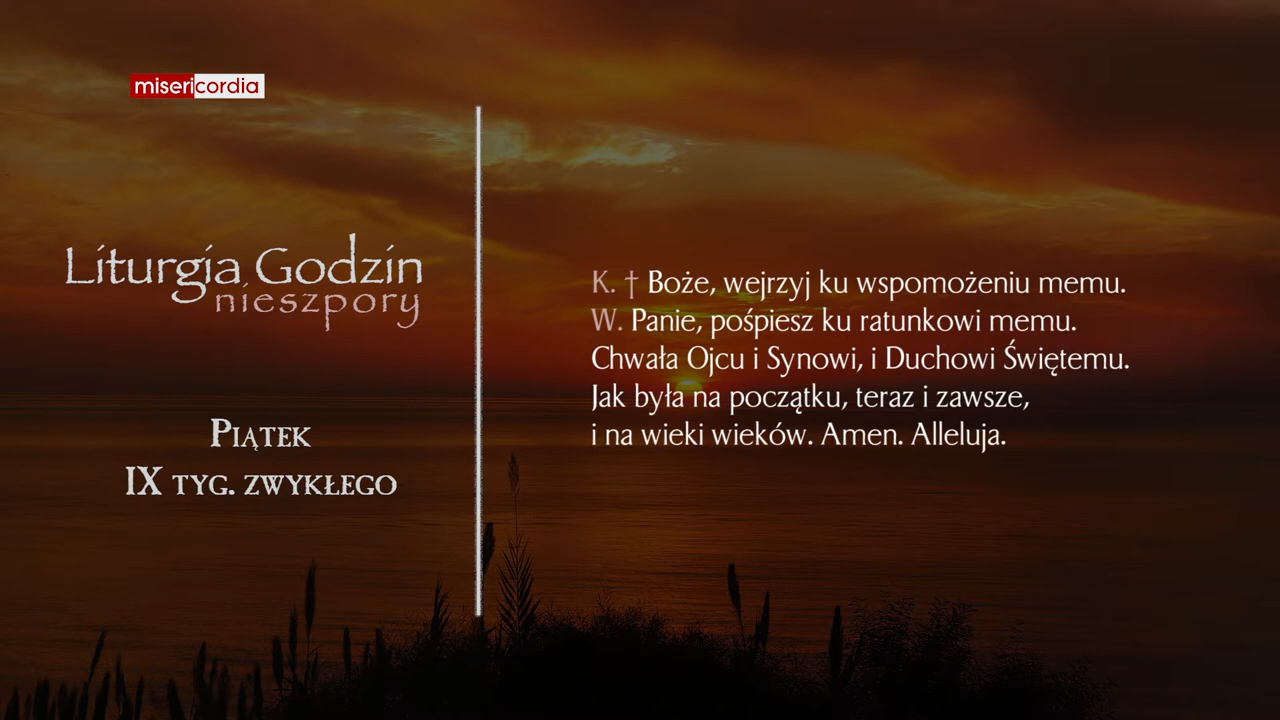 misericordia
Liturgia Godzin
nieszpory
Piątek
IX tyg. zwykłego
K. † Boże, wejrzyj ku wspomożeniu memu.
W. Panie, pośpiesz ku ratunkowi memu.
Chwała Ojcu i Synowi, i Duchowi Świętemu.
Jak była na początku, teraz i zawsze,
i na wieki wieków. Amen. Alleluja.